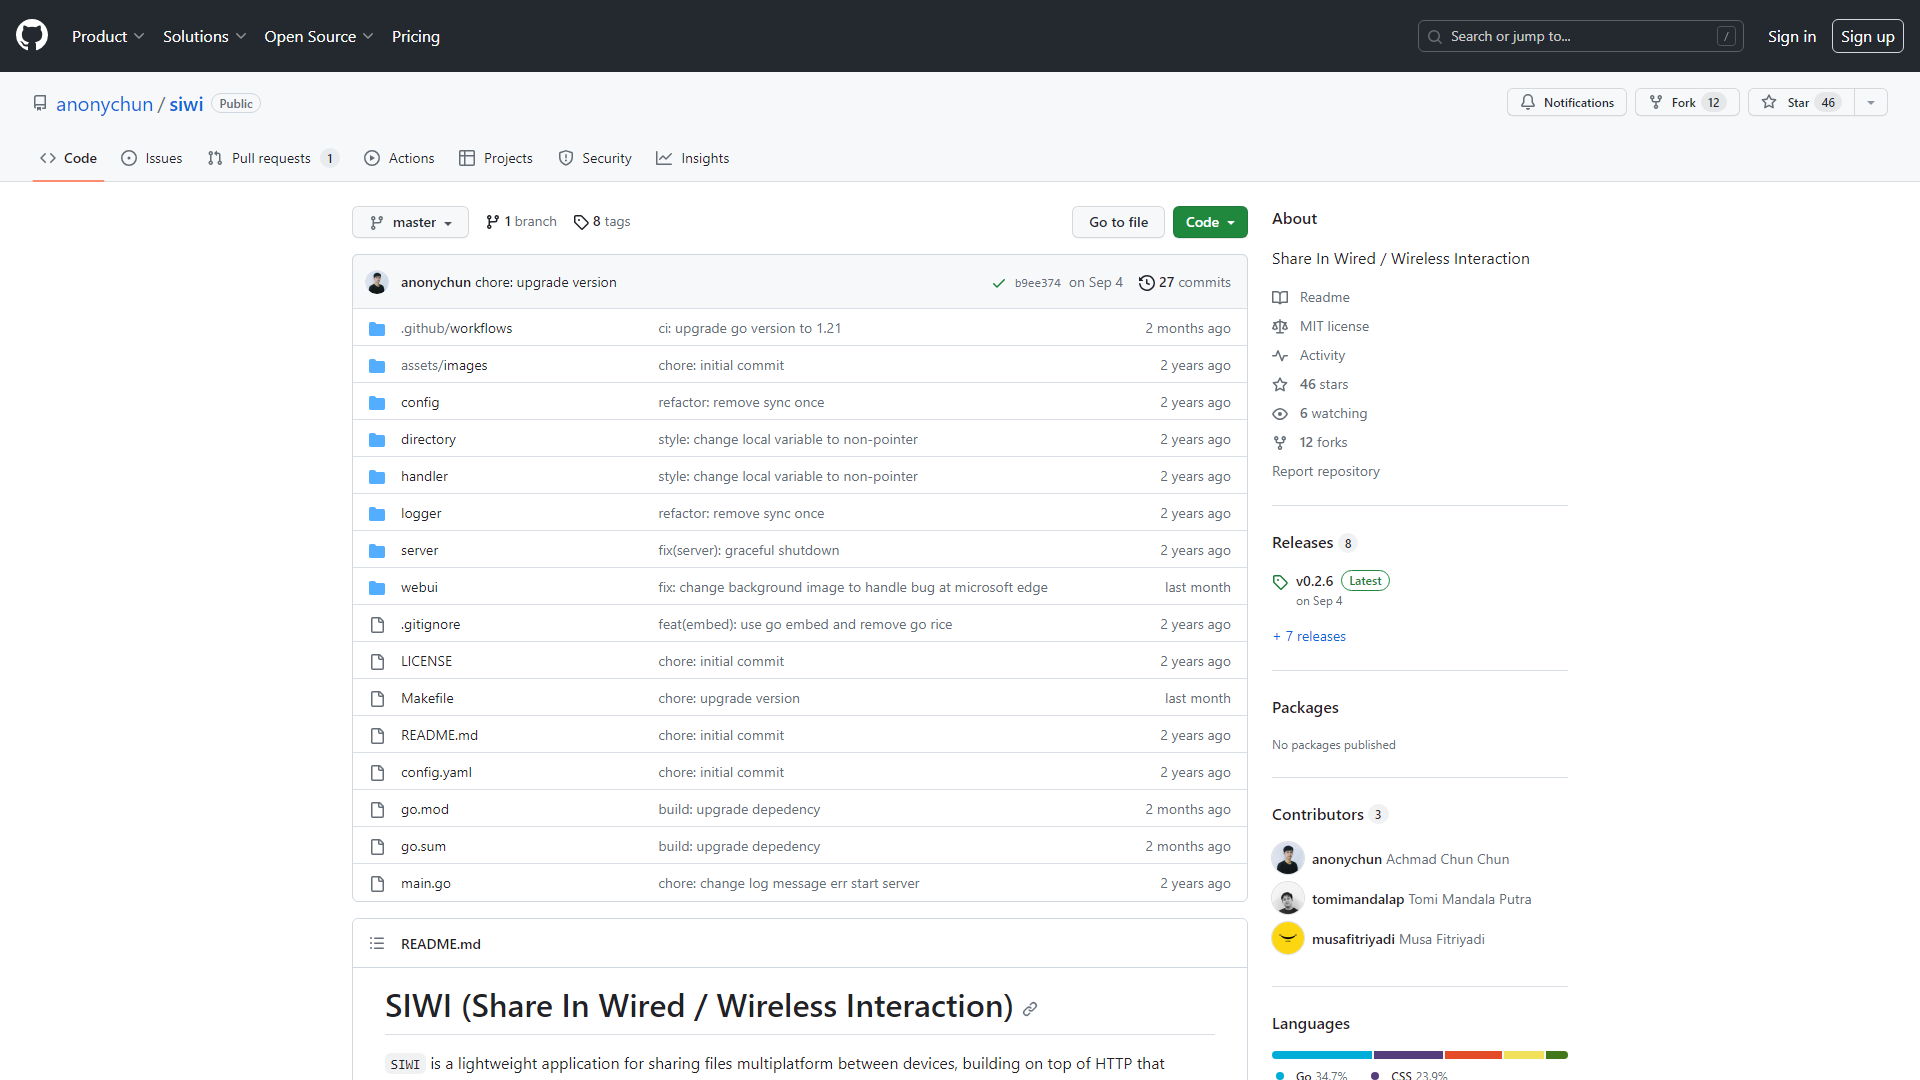 Product Solutions Open Source Pricing Search or jump to... / Sign in Sign up
anonychun / siwi Public Notifications Fork 12 Star 46
Code Issues Pull requests 1 Actions Projects Security Insights
master 1 branch 8 tags Go to file Code
anonychun chore: upgrade version b9ee374 on Sep 4 27 commits
.github/workflows ci: upgrade go version to 1.21 2 months ago
assets/images chore: initial commit 2 years ago
config refactor: remove sync once 2 years ago
directory style: change local variable to non-pointer 2 years ago
handler style: change local variable to non-pointer 2 years ago
logger refactor: remove sync once 2 years ago
server fix(server): graceful shutdown 2 years ago
webui fix: change background image to handle bug at microsoft edge last month
.gitignore feat(embed): use go embed and remove go rice 2 years ago
LICENSE chore: initial commit 2 years ago
Makefile chore: upgrade version last month
README.md chore: initial commit 2 years ago
config.yaml chore: initial commit 2 years ago
go.mod build: upgrade depedency 2 months ago
go.sum build: upgrade depedency 2 months ago
main.go chore: change log message err start server 2 years ago
README.md
SIWI (Share In Wired / Wireless Interaction)
SIWI is a lightweight application for sharing files multiplatform between devices, building on top of HTTP that
About
Share In Wired / Wireless Interaction
Readme
MIT license
Activity
46 stars
6 watching
12 forks
Report repository
Releases 8
v0.2.6 Latest
on Sep 4
+ 7 releases
Packages
No packages published
Contributors 3
anonychun Achmad Chun Chun
tomimandalap Tomi Mandala Putra
musafitriyadi Musa Fitriyadi
Languages
Go 34.7% CSS 23.9%